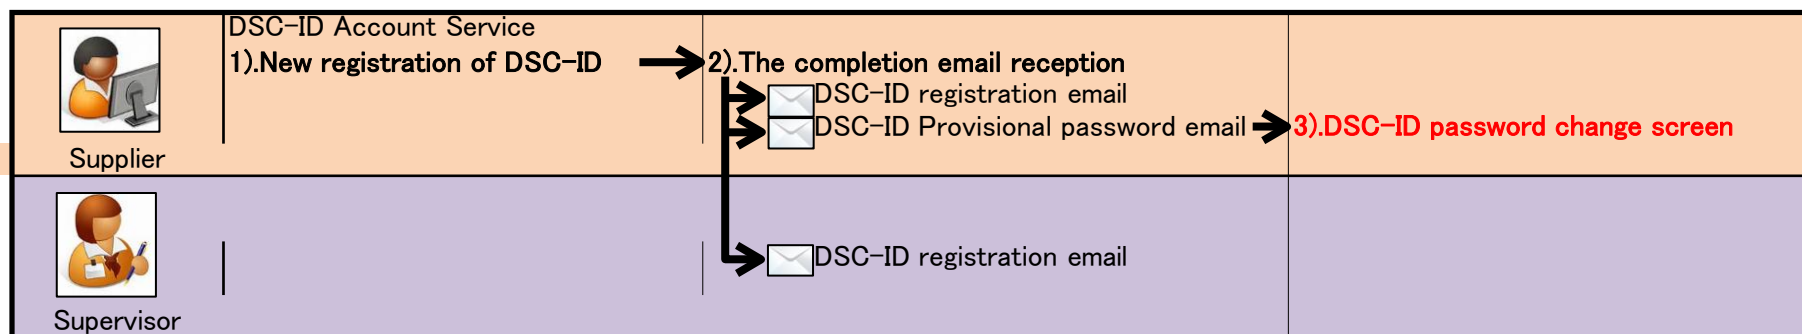 DSC-ID Account Service
1).New registration of DSC-ID
2).The completion email reception
DSC-ID registration email
DSC-ID Provisional password email
3).DSC-ID password change screen
Supplier
DSC-ID registration email
Supervisor